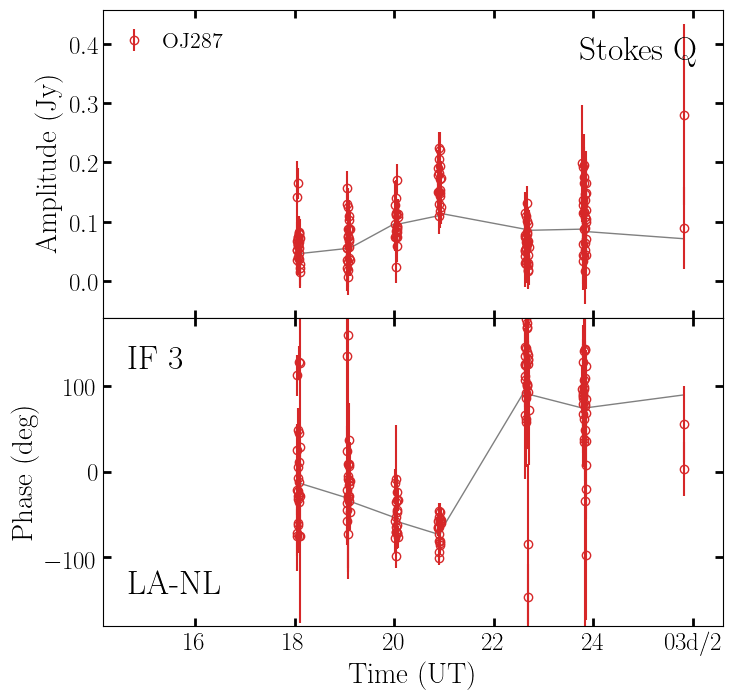 OJ287
Stokes Q
Amplitude (Jy)
0.4
0.3
0.2
0.1
0.0
IF 3
LA-NL
Phase (deg)
100
0
−100
16 18 20 22 24 03d/2
Time (UT)